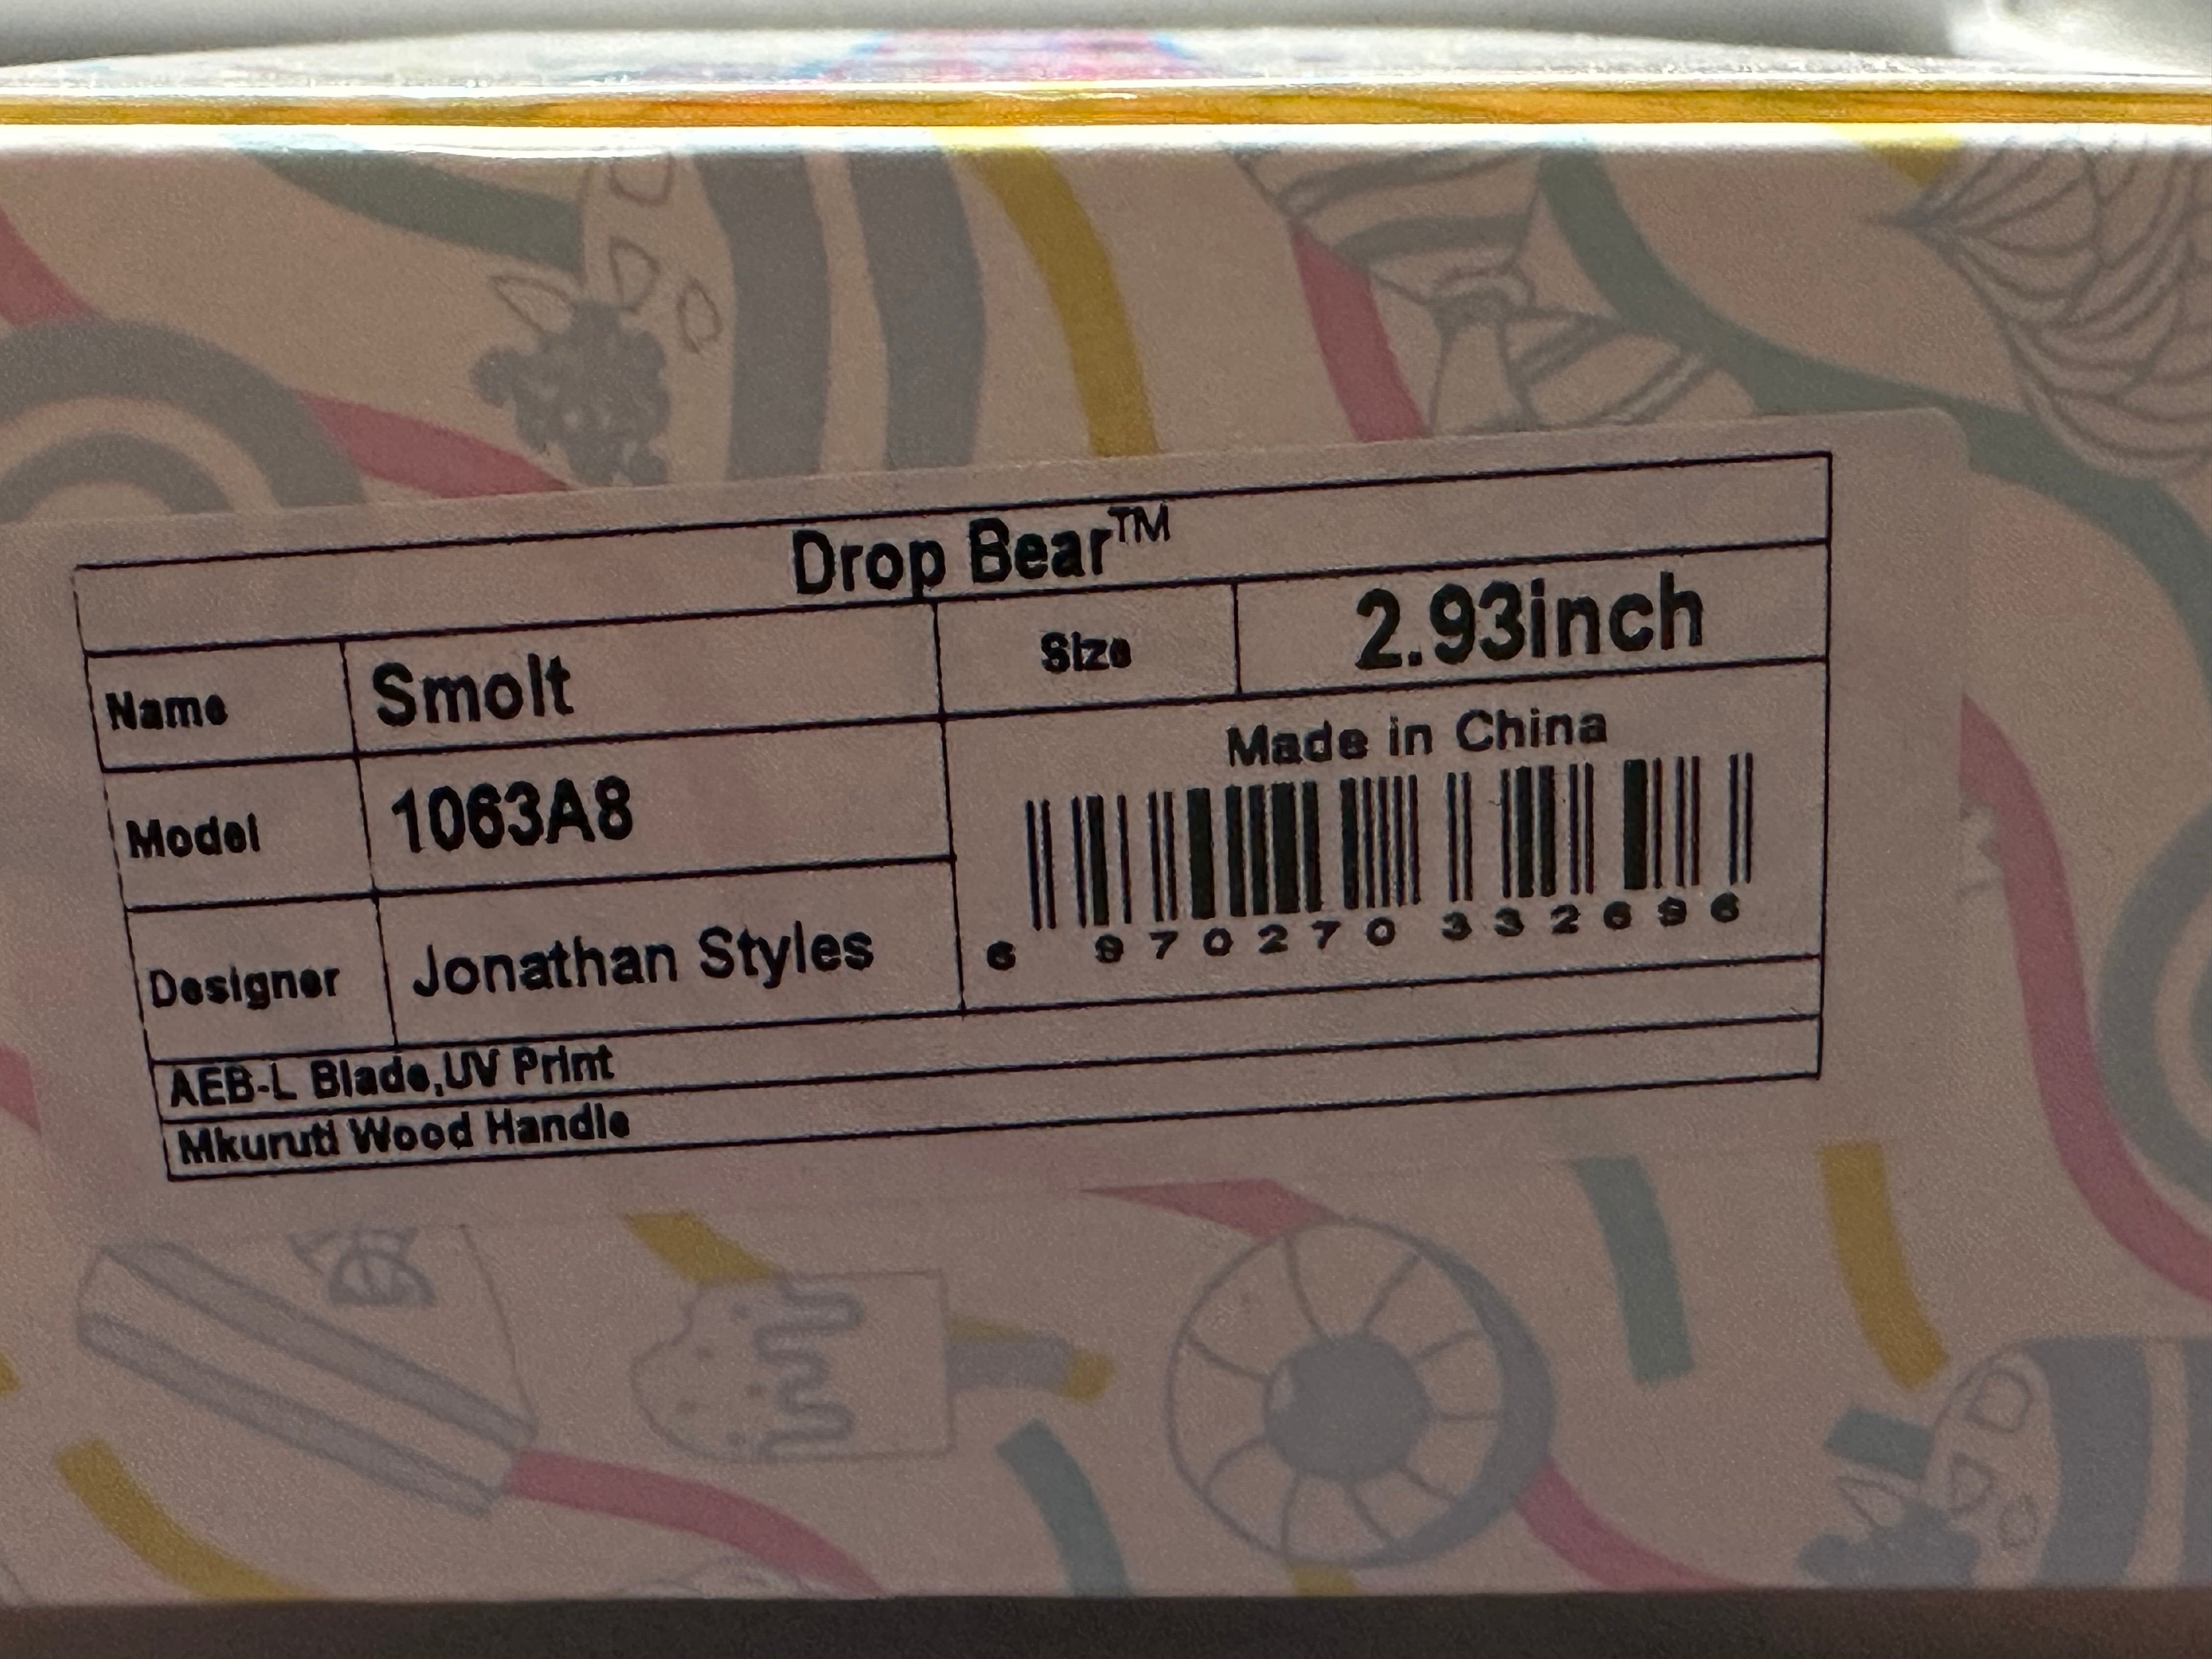 Drop Bear™
Name Smolt Size 2.93inch
Made in China
Model 1063A8
6 970270 332696
Designer Jonathan Styles
AEB-L Blade,UV Print
Mkuruti Wood Handle